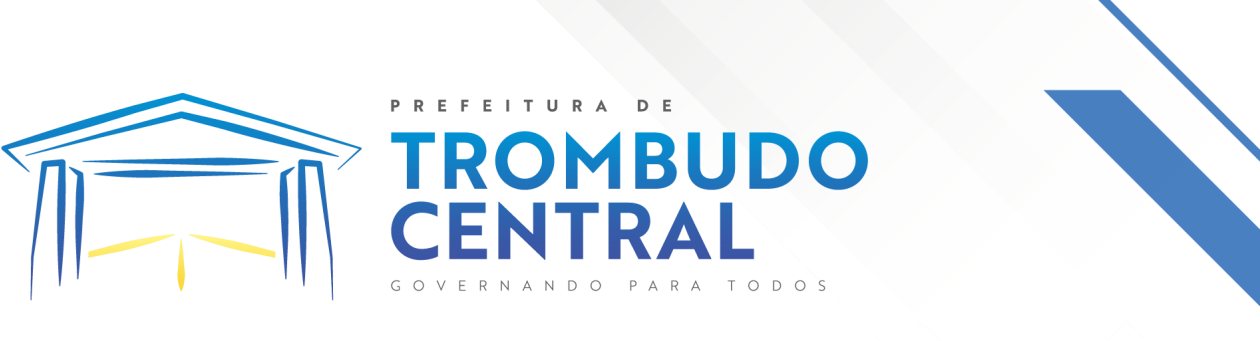 PREFEITURA DE
TROMBUDO
CENTRAL
GOVERNANDO PARA TODOS